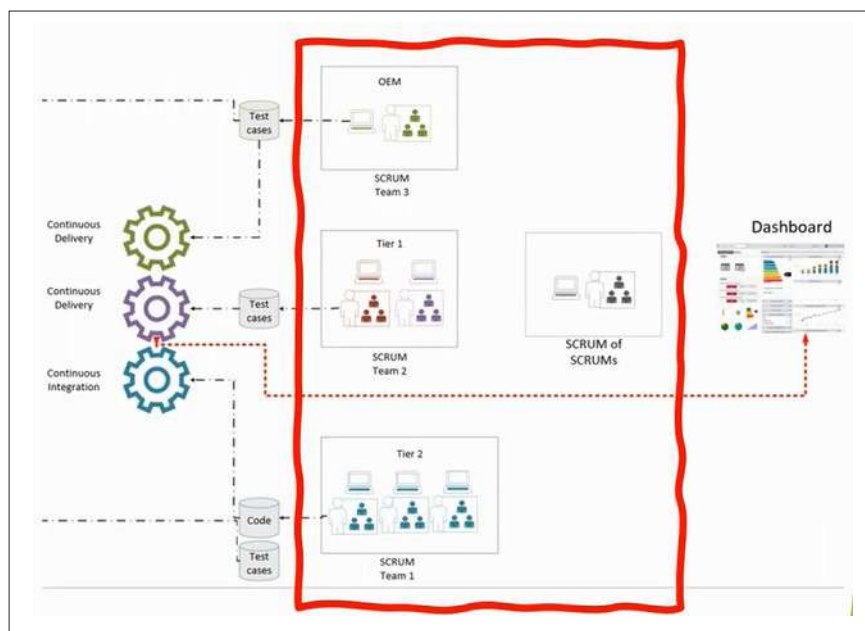 OEM
Test
cases
SCRUM
Team 3
Continuous
Delivery
Tier 1
Dashboard
Continuous
Delivery
Test
cases
SCRUM of
SCRUMs
SCRUM
Team 2
Continuous
Integration
Tier 2
Code
Test
cases
SCRUM
Team 1